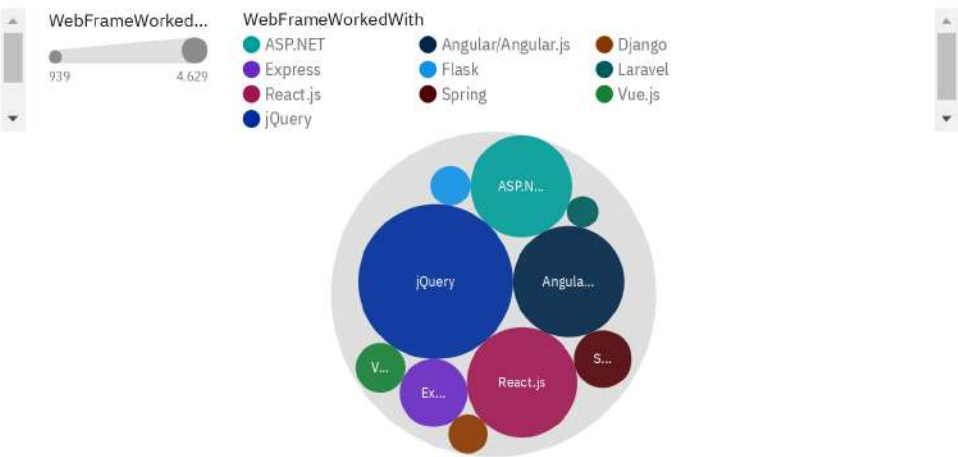 WebFrameWorked...
939
4.629
WebFrameWorkedWith
ASP.NET
Angular/Angular.js
Django
Express
Flask
Laravel
React.js
Spring
Vue.js
jQuery
ASP.N...
jQuery
Angula...
V...
Ex...
React.js
S...